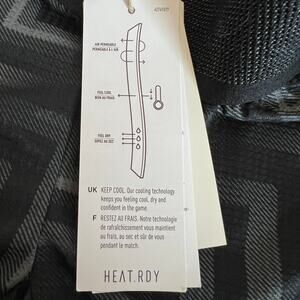 AIR PERMEABLE
PERMÉABLE À L'AIR
FEEL COOL
BIEN AU FRAIS
FEEL DRY
SOYEZ AU SEC
UK KEEP COOL. Our cooling technology
keeps you feeling cool, dry and
confident in the game.
F RESTEZ AU FRAIS. Notre technologie
de rafraîchissement vous maintient
au frais, au sec et sûr de vous
pendant le match.
HEAT.RDY